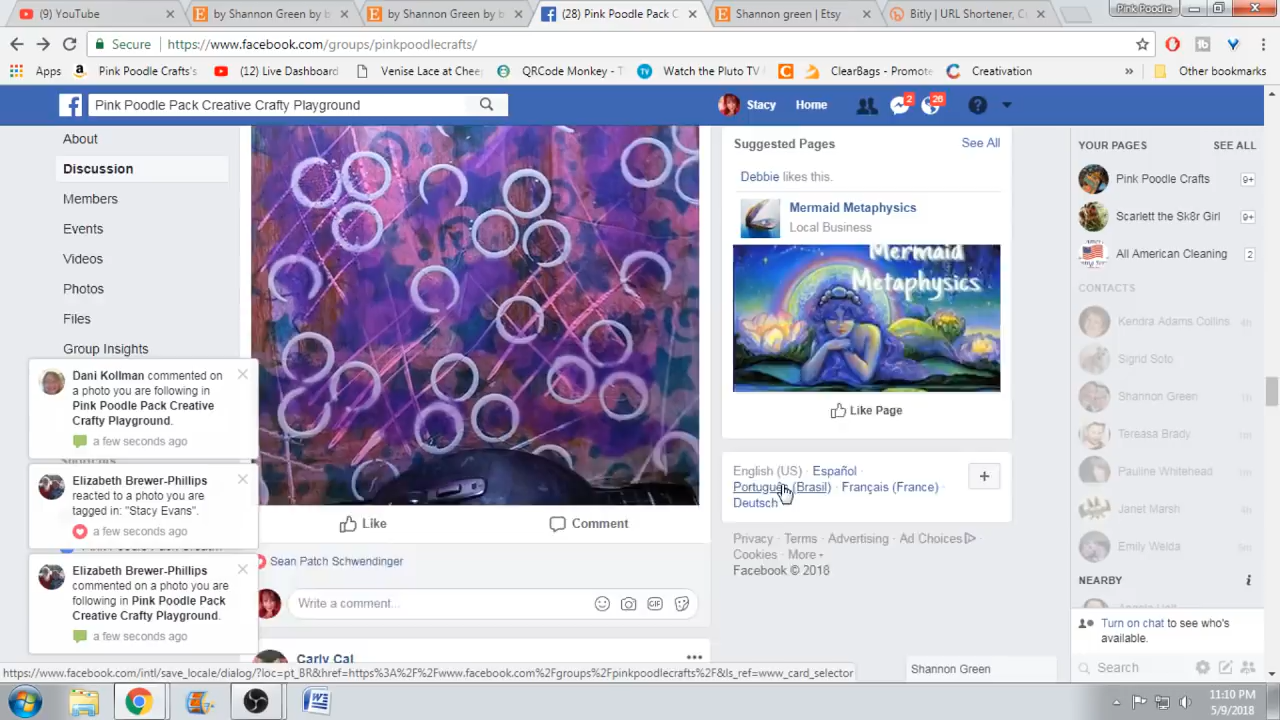 (9) YouTube
by Shannon Green by
by Shannon Green by b
(28) Pink Poodle Pack C
Shannon green | Etsy
Bitly | URL Shortener, C
Pink Poodle
Secure
https://www.facebook.com/groups/pinkpoodlecrafts/
Apps
Pink Poodle Crafts's
(12) Live Dashboard
Venise Lace at Chee
QRCode Monkey - T
Watch the Pluto TV
ClearBags - Promote
Creativation
»
Other bookmarks
Pink Poodle Pack Creative Crafty Playground
Stacy
Home
2
26
About
Discussion
Members
Events
Videos
Photos
Files
Group Insights
Dani Kollman commented on
a photo you are following in
Pink Poodle Pack Creative
Crafty Playground.
a few seconds ago
Elizabeth Brewer-Phillips
reacted to a photo you are
tagged in: "Stacy Evans".
a few seconds ago
Elizabeth Brewer-Phillips
commented on a photo you are
following in Pink Poodle Pack
Creative Crafty Playground.
a few seconds ago
Like
Comment
Sean Patch Schwendinger
Write a comment...
GIF
Carly Cal
Suggested Pages
See All
Debbie likes this.
Mermaid Metaphysics
Local Business
Mermaid
Metaphysics
Like Page
English (US) · Español ·
Português (Brasil) · Français (France) ·
Deutsch
Privacy · Terms · Advertising · Ad Choices
Cookies · More
Facebook © 2018
YOUR PAGES
SEE ALL
Pink Poodle Crafts
9+
Scarlett the Sk8r Girl
9+
All American Cleaning
2
CONTACTS
Kendra Adams Collins
Sigrid Soto
Shannon Green
Tereasa Brady
Pauline Whitehead
Janet Marsh
Emily Welda
NEARBY
Turn on chat to see who's
available.
Search
Shannon Green
https://www.facebook.com/intl/save_locale/dialog/?loc=pt_BR&href=https%3A%2F%2Fwww.facebook.com%2Fgroups%2Fpinkpoodlecrafts%2F&ls_ref=www_card_selector
11:10 PM
5/9/2018